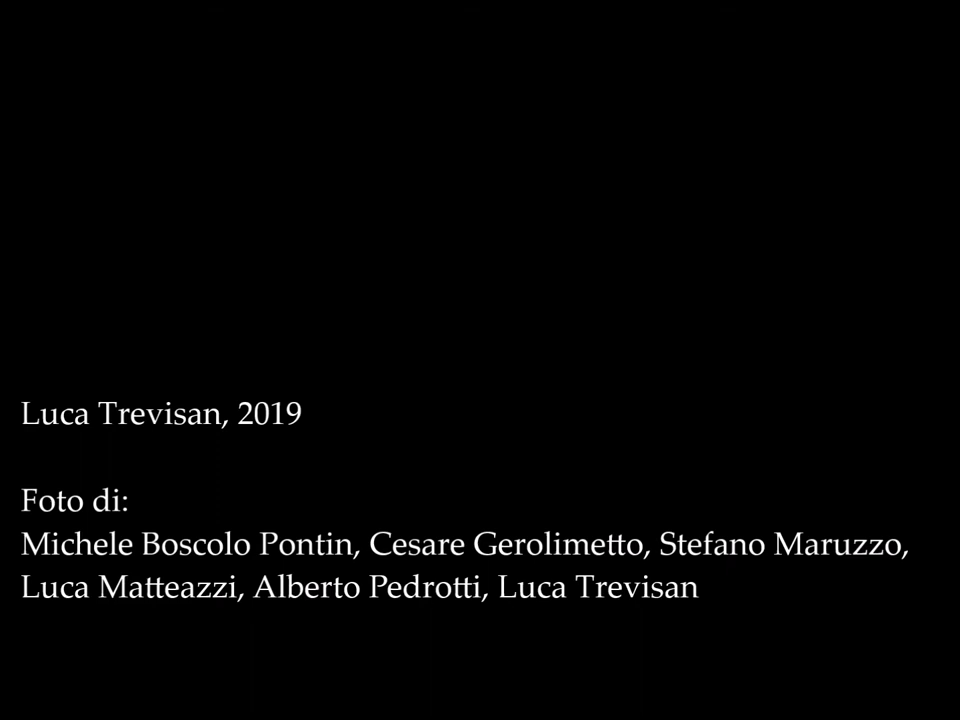 Luca Trevisan, 2019
Foto di:
Michele Boscolo Pontin, Cesare Gerolimetto, Stefano Maruzzo,
Luca Matteazzi, Alberto Pedrotti, Luca Trevisan